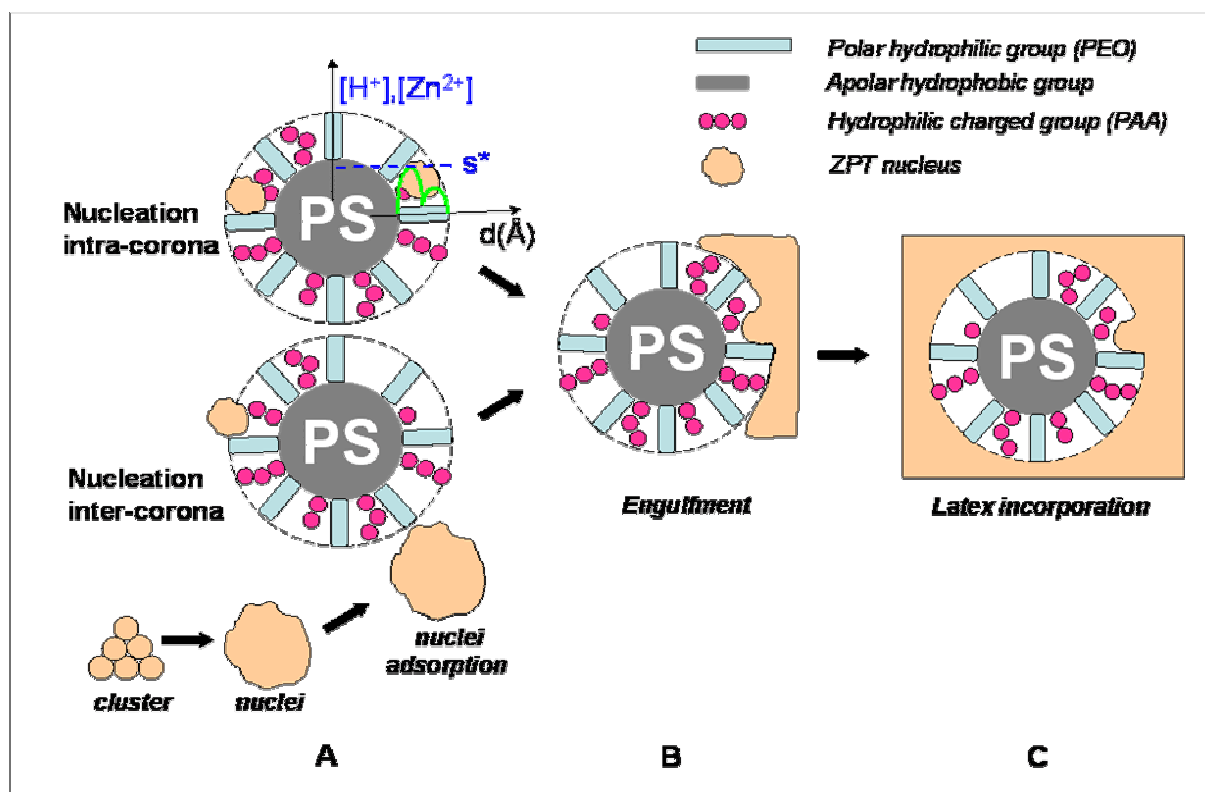 Polar hydrophilic group (PEO)
Apolar hydrophobic group
Hydrophilic charged group (PAA)
ZPT nucleus
[H⁺],[Zn²⁺]
s*
PS
d(Å)
Nucleation
intra-corona
PS
Nucleation
inter-corona
PS
Engulfment
PS
Latex incorporation
cluster
nuclei
nuclei
adsorption
A
B
C